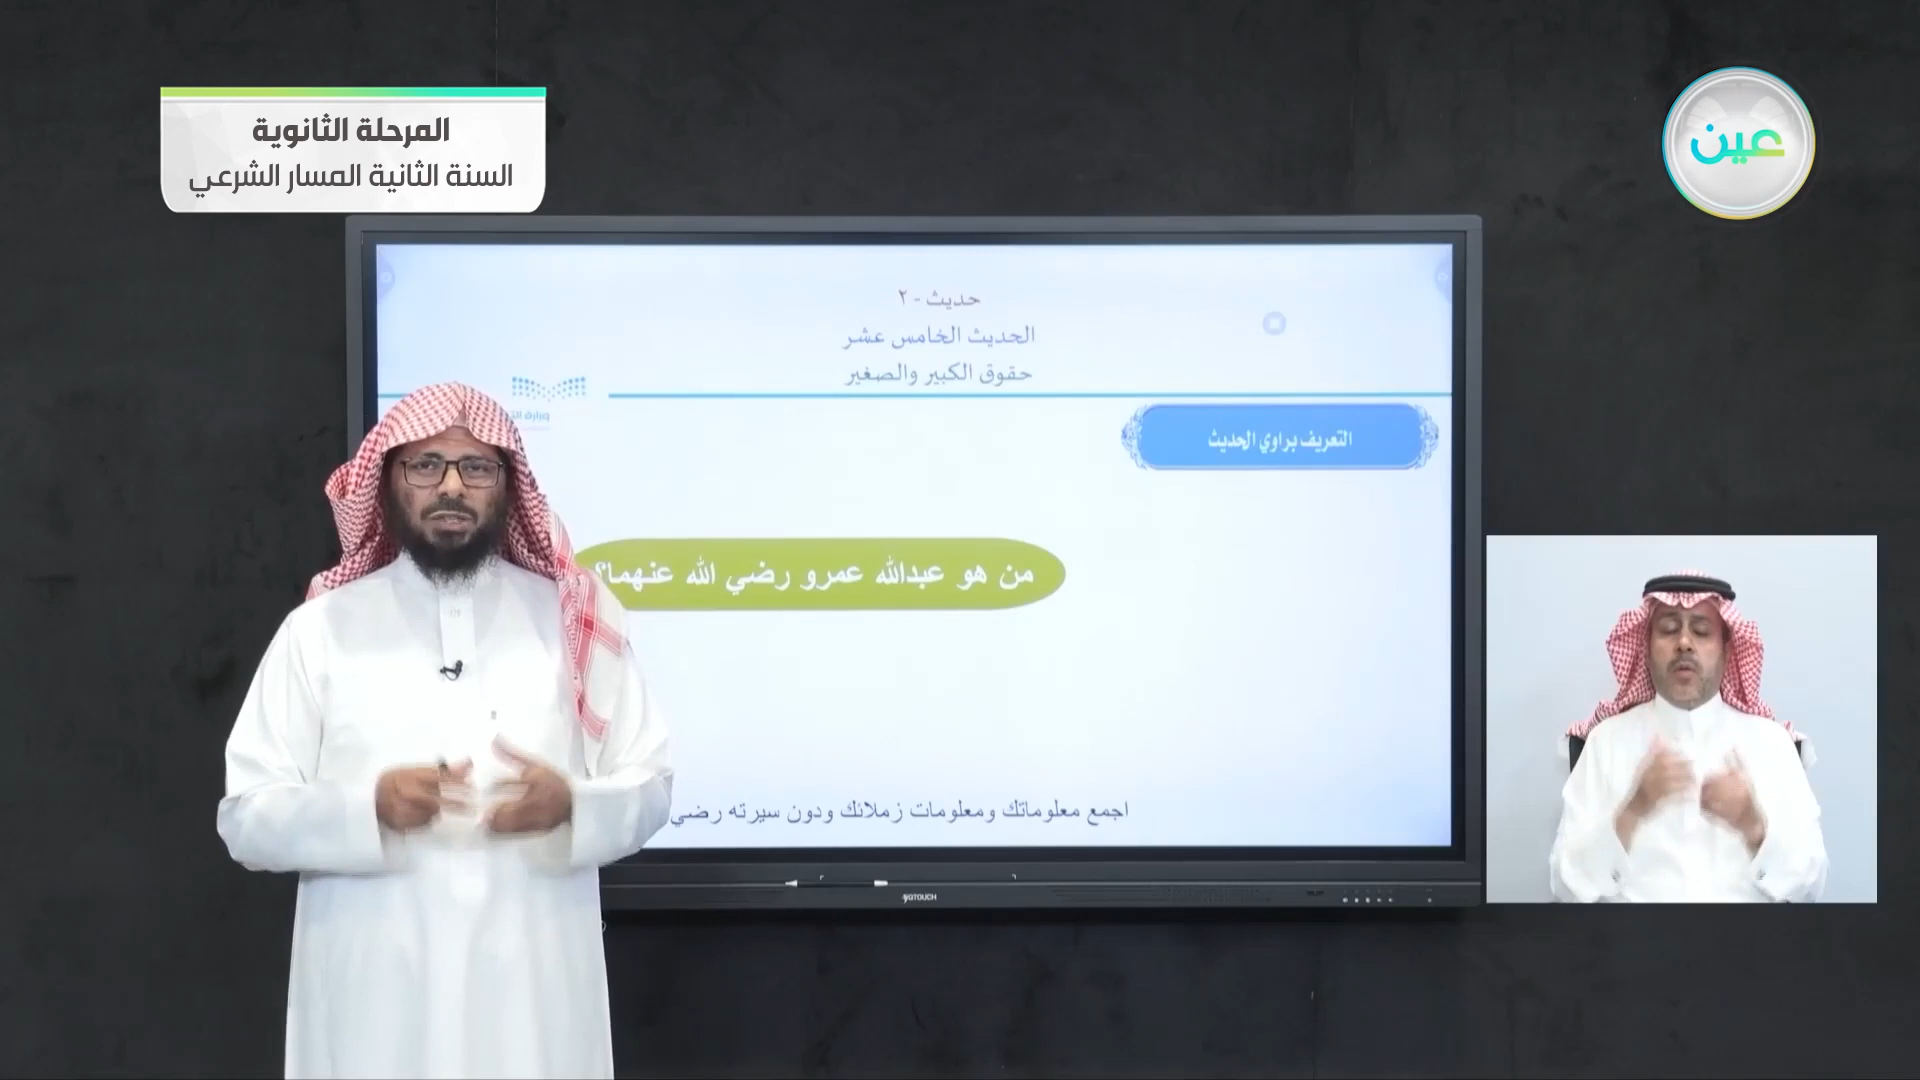 المرحلة الثانوية
السنة الثانية المسار الشرعي
عين
حديث - ٢
الحديث الخامس عشر
حقوق الكبير والصغير
وزارة
التعريف براوي الحديث
من هو عبدالله عمرو رضي الله عنهما؟
اجمع معلوماتك ومعلومات زملائك ودون سيرته رضي